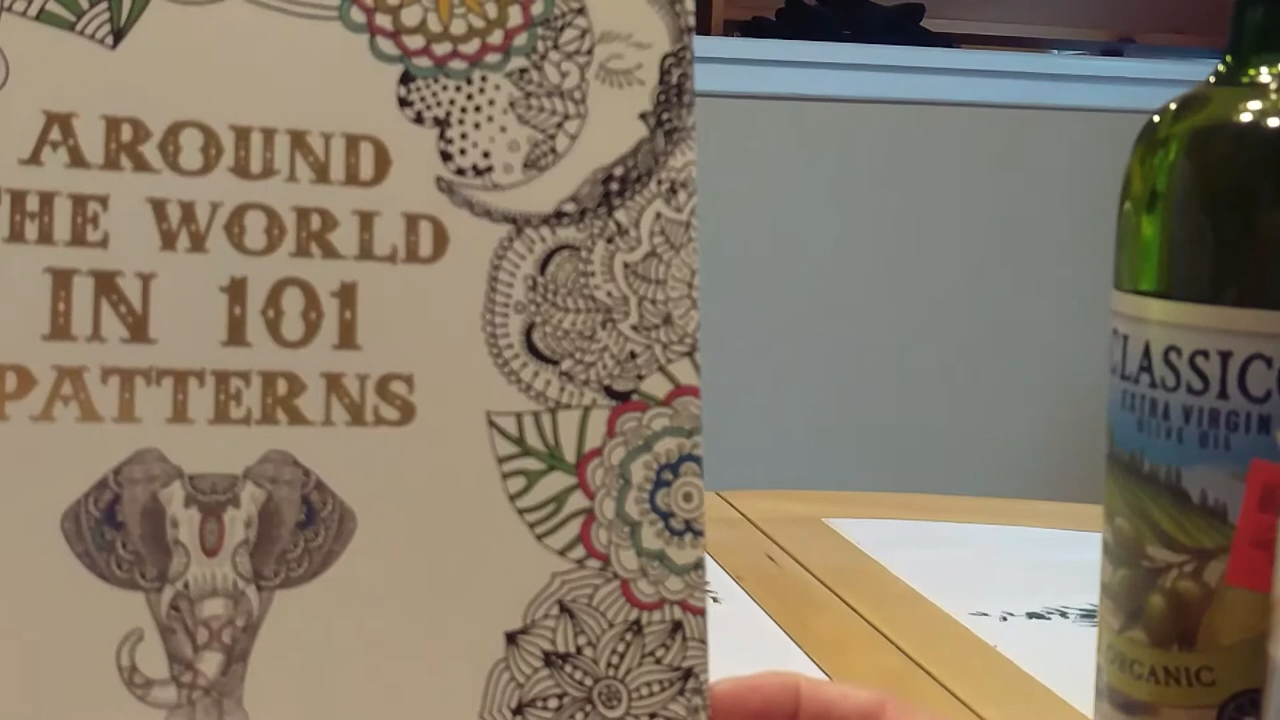 AROUND
THE WORLD
IN 101
PATTERNS
CLASSICO
EXTRA VIRGIN
OLIVE OIL
ORGANIC